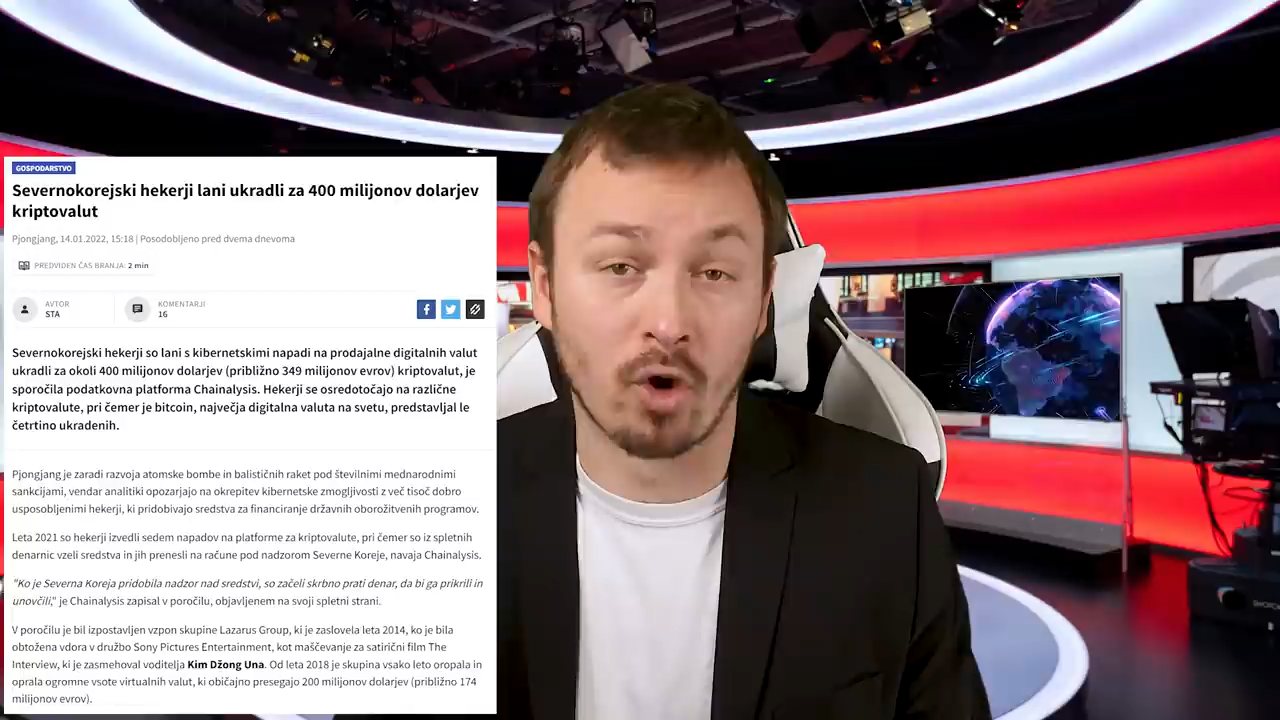 GOSPODARSTVO
Severnokorejski hekerji lani ukradli za 400 milijonov dolarjev
kriptovalut
Pjongjang, 14.01.2022, 15:18 | Posodobljeno pred dvema dnevoma
PREDVIDEN ČAS BRANJA: 2 min
AVTOR
STA
KOMENTARJI
16
Severnokorejski hekerji so lani s kibernetskimi napadi na prodajalne digitalnih valut
ukradli za okoli 400 milijonov dolarjev (približno 349 milijonov evrov) kriptovalut, je
sporočila podatkovna platforma Chainalysis. Hekerji se osredotočajo na različne
kriptovalute, pri čemer je bitcoin, največja digitalna valuta na svetu, predstavljal le
četrtino ukradenih.
Pjongjang je zaradi razvoja atomske bombe in balističnih raket pod številnimi mednarodnimi
sankcijami, vendar analitiki opozarjajo na okrepitev kibernetske zmogljivosti z več tisoč dobro
usposobljenimi hekerji, ki pridobivajo sredstva za financiranje državnih oborožitvenih programov.
Leta 2021 so hekerji izvedli sedem napadov na platforme za kriptovalute, pri čemer so iz spletnih
denarnic vzeli sredstva in jih prenesli na račune pod nadzorom Severne Koreje, navaja Chainalysis.
"Ko je Severna Koreja pridobila nadzor nad sredstvi, so začeli skrbno prati denar, da bi ga prikrili in
unovčili," je Chainalysis zapisal v poročilu, objavljenem na svoji spletni strani.
V poročilu je bil izpostavljen vzpon skupine Lazarus Group, ki je zaslovela leta 2014, ko je bila
obtožena vdora v družbo Sony Pictures Entertainment, kot maščevanje za satirični film The
Interview, ki je zasmehoval voditelja Kim Džong Una. Od leta 2018 je skupina vsako leto oropala in
oprala ogromne vsote virtualnih valut, ki običajno presegajo 200 milijonov dolarjev (približno 174
milijonov evrov).